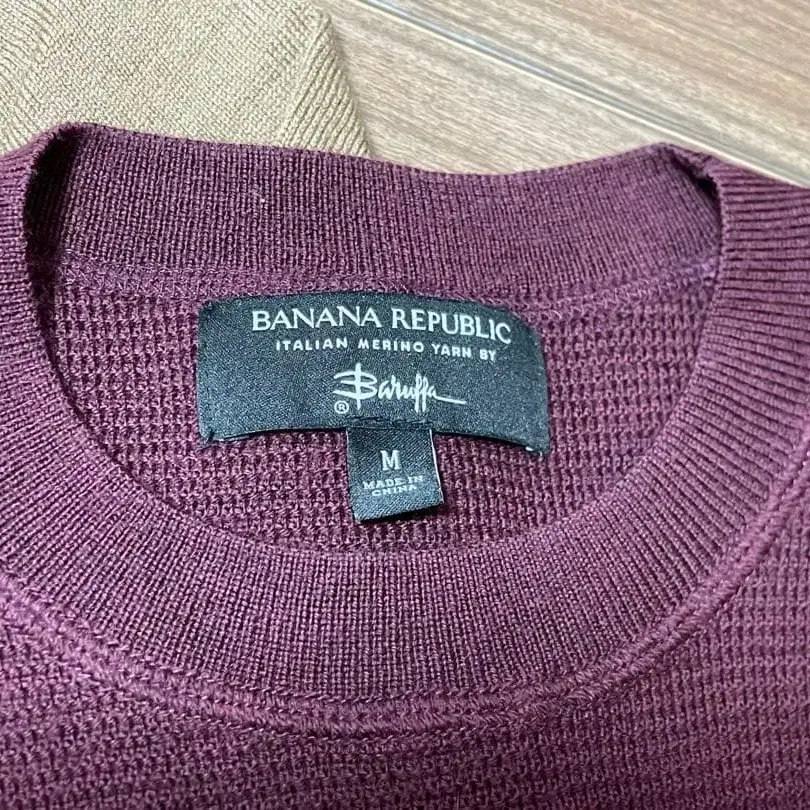 BANANA REPUBLIC
ITALIAN MERINO YARN BY
Baruffa
®
M
MADE IN
CHINA